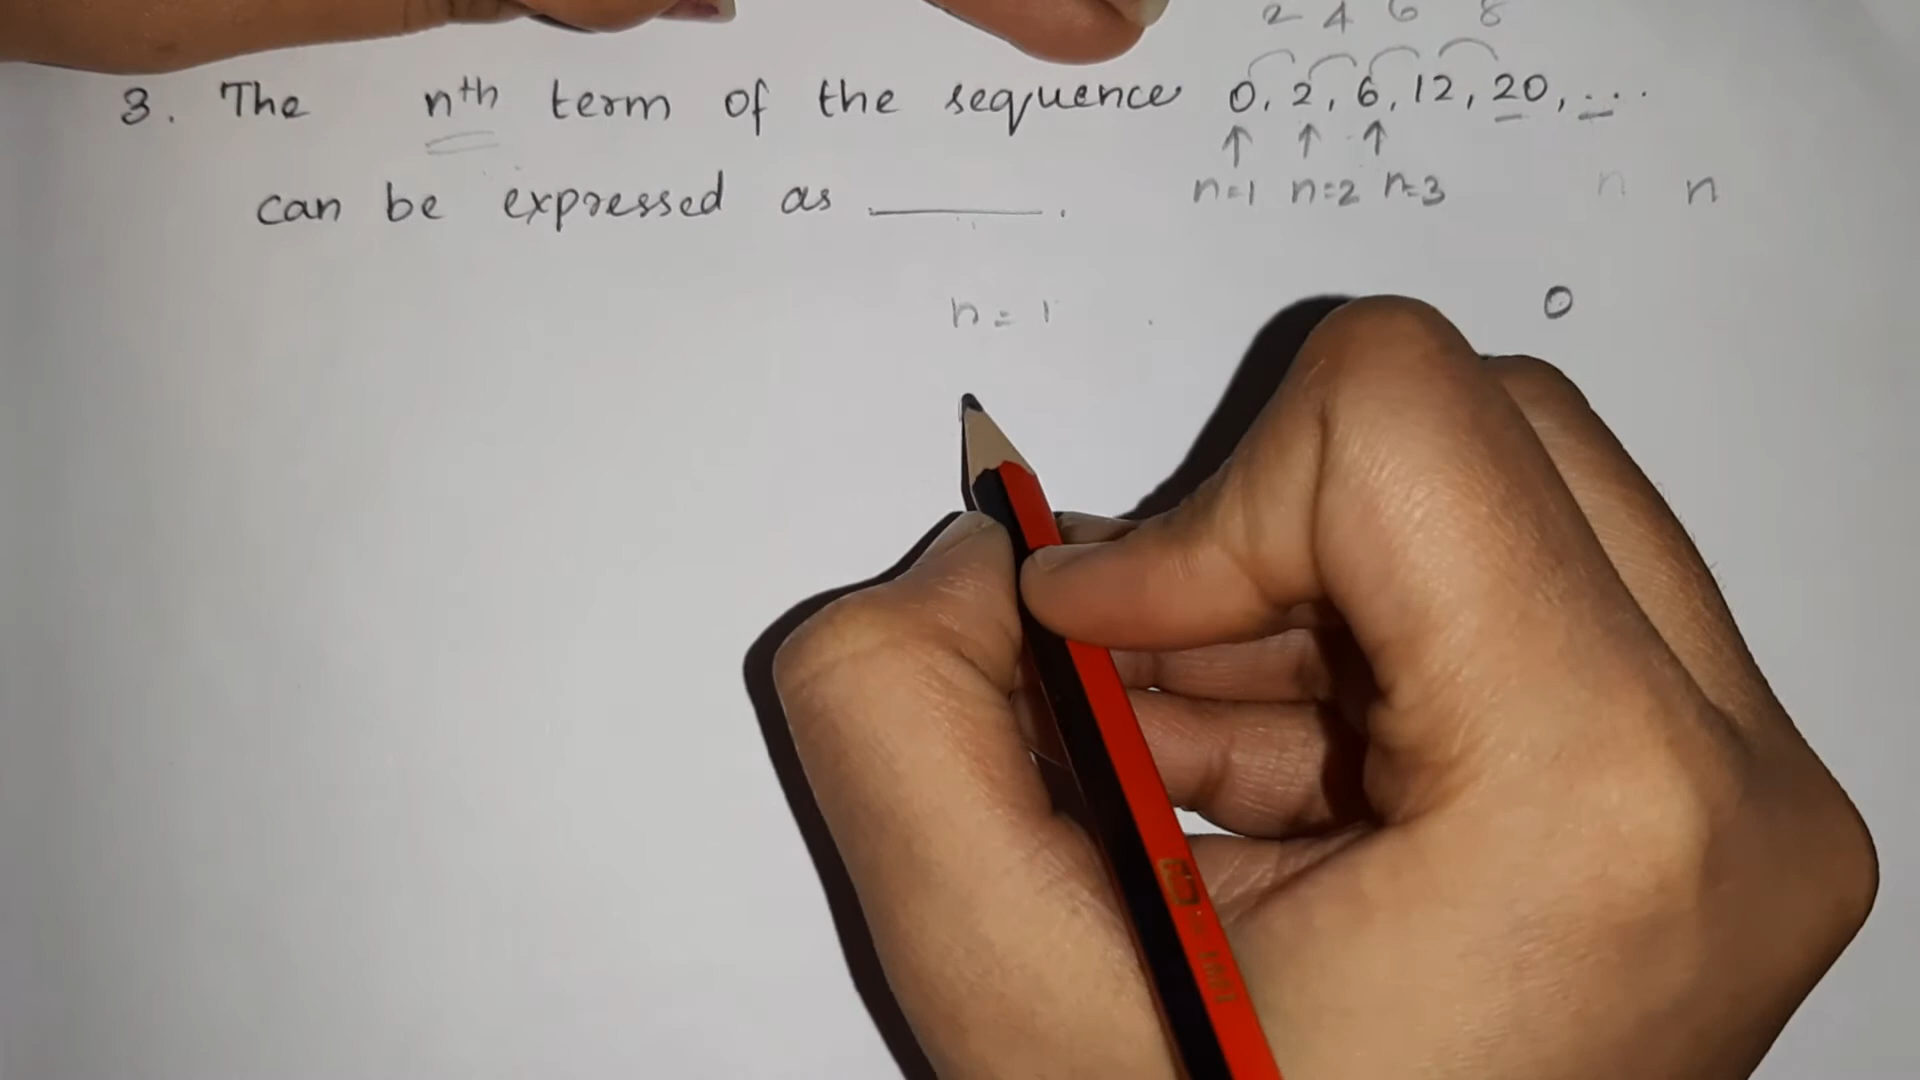 2 4 6 8
3. The nth term of the sequence 0, 2, 6, 12, 20, ...
can be expressed as ______. n=1 n=2 n=3 n n
n = 1 0